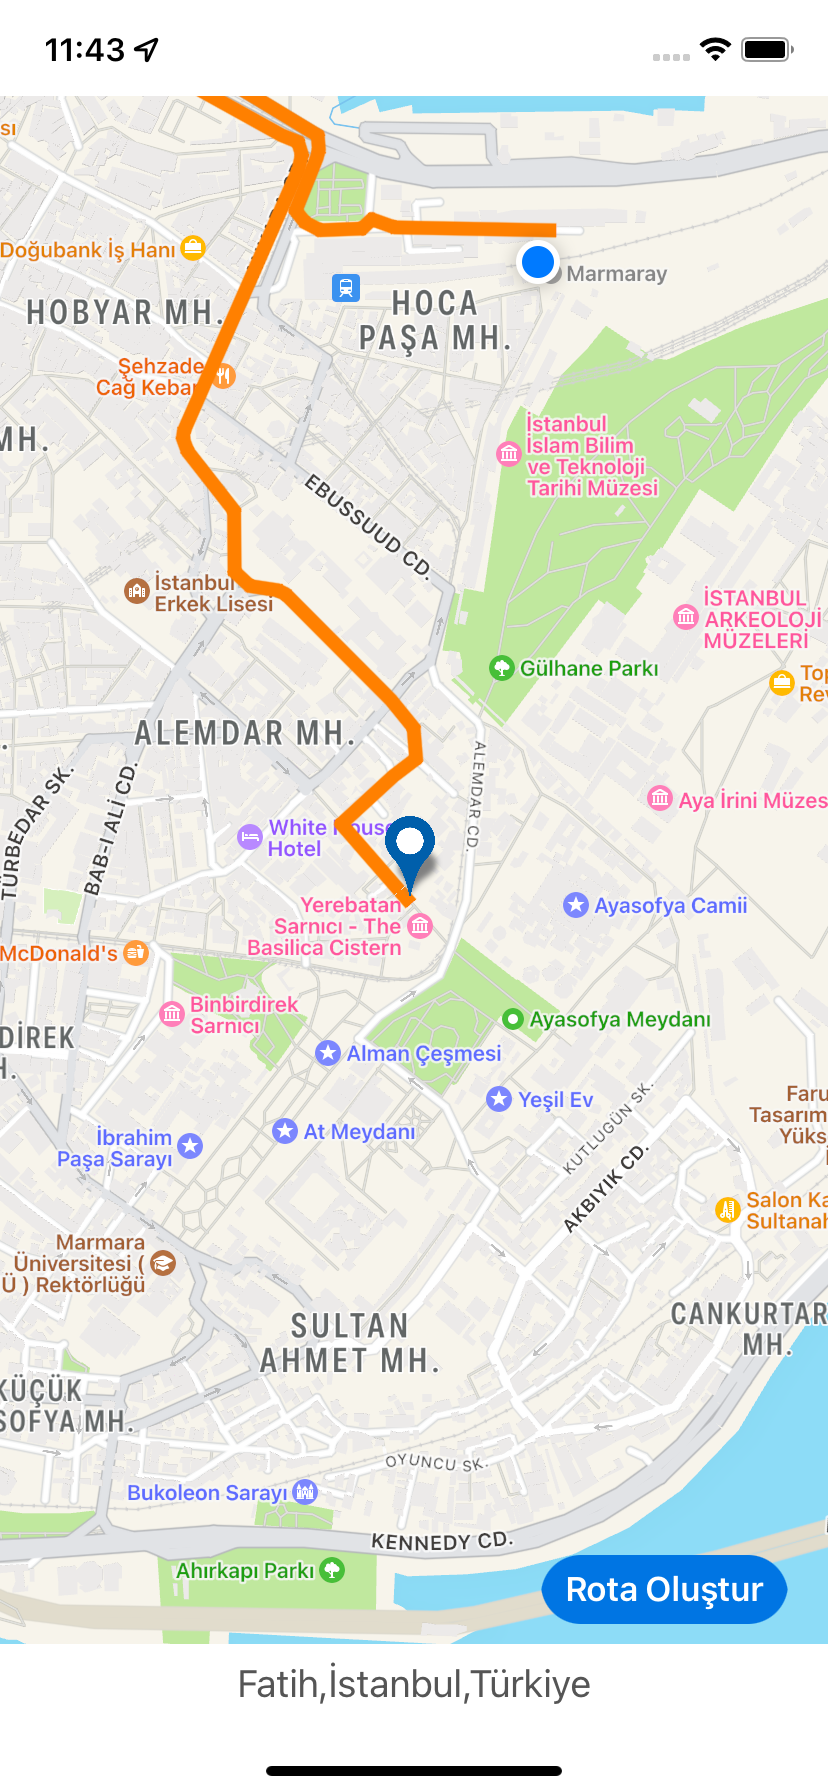 11:43
sı
Doğubank İş Hanı
Marmaray
HOBYAR MH.
HOCA
PAŞA MH.
Şehzade
Cağ Kebap
MH.
İstanbul
İslam Bilim
ve Teknoloji
Tarihi Müzesi
EBUSSUUD CD.
İstanbul
Erkek Lisesi
İSTANBUL
ARKEOLOJİ
MÜZELERİ
Gülhane Parkı
Top
Rev
ALEMDAR MH.
ALEMDAR CD.
TÜRBEDAR SK.
BAB-I ALİ CD.
Aya İrini Müzes
White House
Hotel
Yerebatan
Sarnıcı - The
Basilica Cistern
Ayasofya Camii
McDonald's
Binbirdirek
Sarnıcı
DİREK
H.
Ayasofya Meydanı
Alman Çeşmesi
Yeşil Ev
KUTLUGÜN SK.
Faru
Tasarım
Yüks
İ
At Meydanı
İbrahim
Paşa Sarayı
AKBIYIK CD.
Salon Ka
Sultanah
Marmara
Üniversitesi (
Ü ) Rektörlüğü
SULTAN
AHMET MH.
CANKURTAR
MH.
KÜÇÜK
SOFYA MH.
OYUNCU SK.
Bukoleon Sarayı
KENNEDY CD.
Ahırkapı Parkı
Rota Oluştur
Fatih,İstanbul,Türkiye